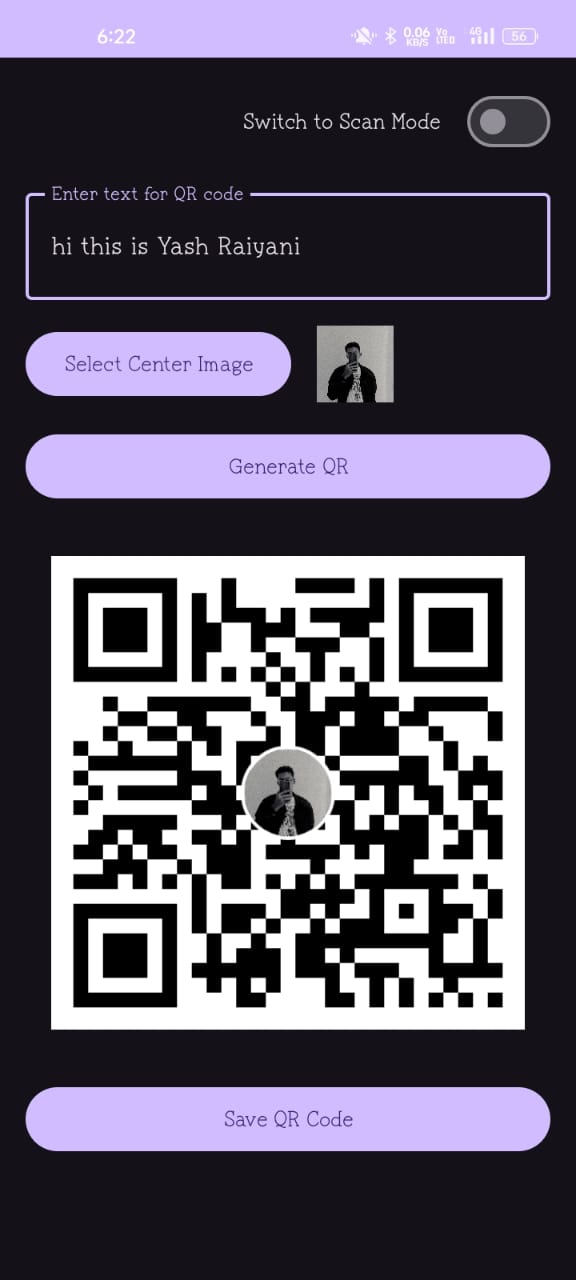 6:22
0.06 KB/S Vo LTED 4G 56
Switch to Scan Mode
Enter text for QR code
hi this is Yash Raiyani
Select Center Image
Generate QR
Save QR Code